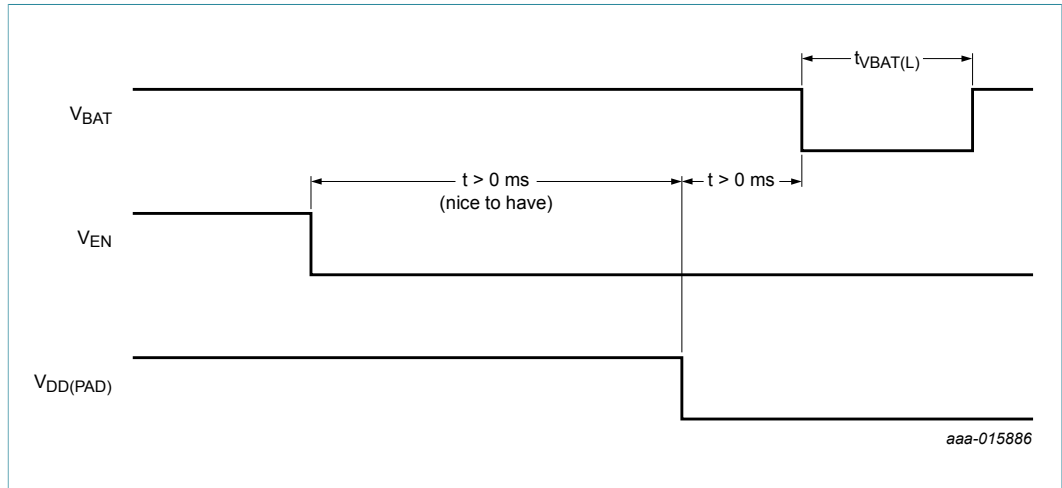 tVBAT(L)
VBAT
t > 0 ms
(nice to have)
t > 0 ms
VEN
VDD(PAD)
aaa-015886